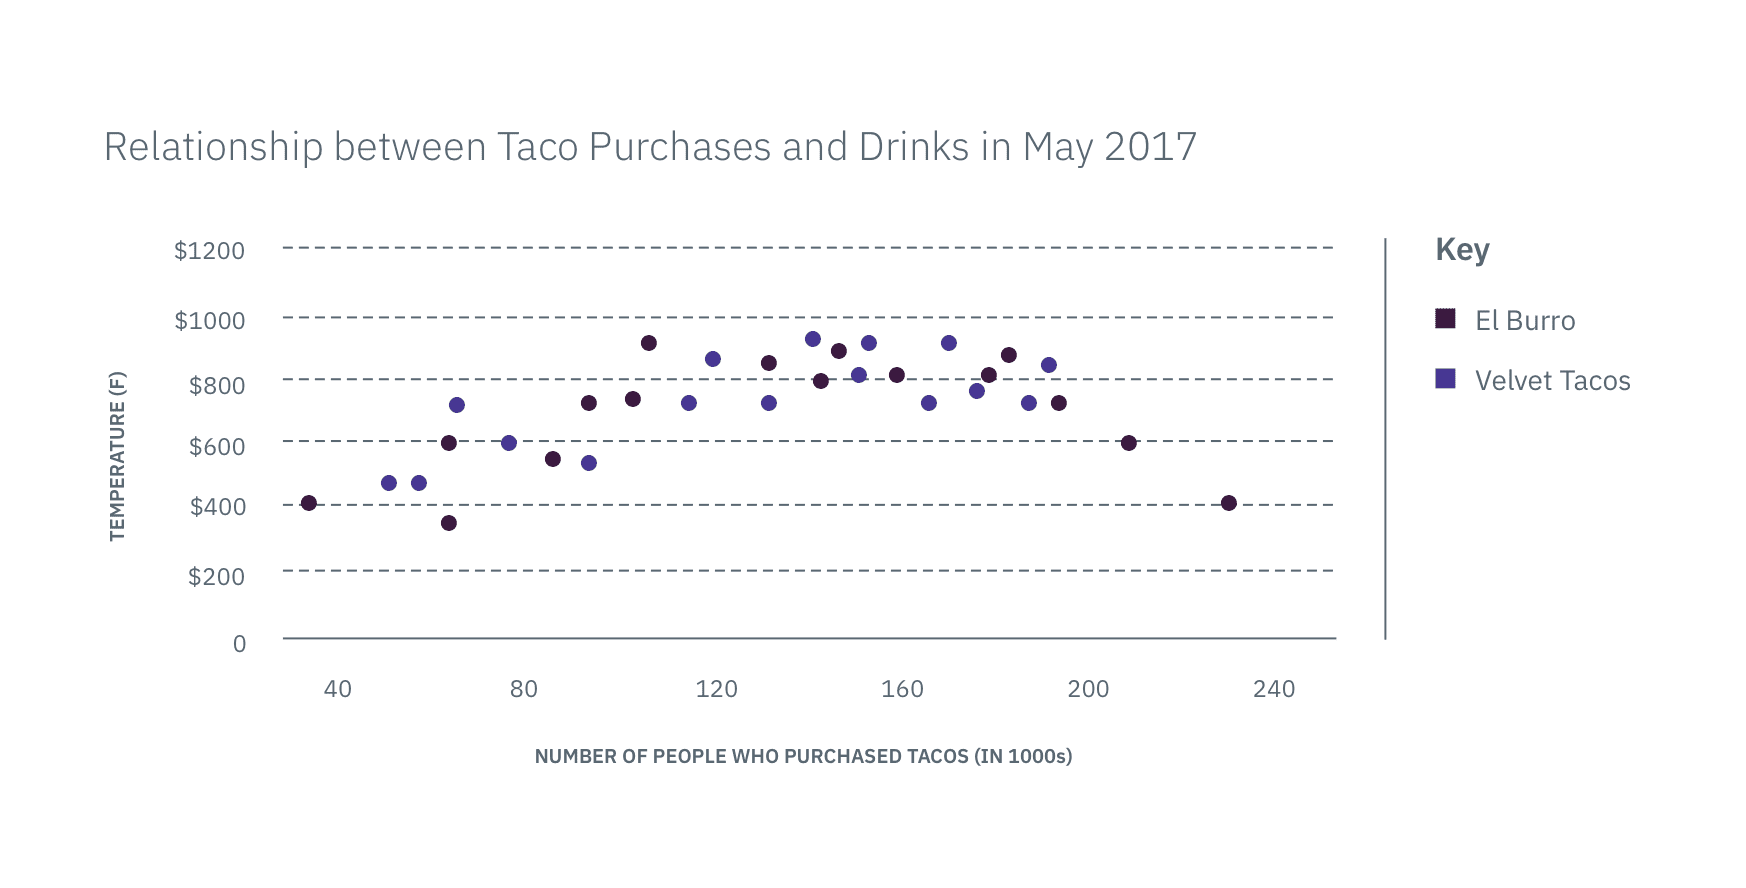 Relationship between Taco Purchases and Drinks in May 2017
$1200
$1000
$800
$600
$400
$200
0
TEMPERATURE (F)
40 80 120 160 200 240
NUMBER OF PEOPLE WHO PURCHASED TACOS (IN 1000s)
Key
El Burro
Velvet Tacos